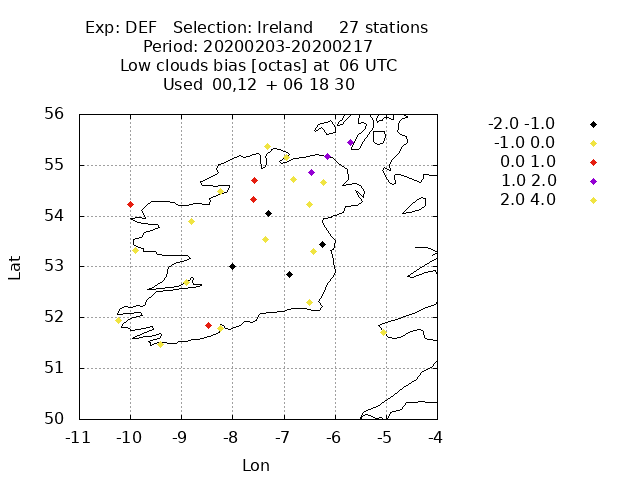 Exp: DEF   Selection: Ireland     27 stations
Period: 20200203-20200217
Low clouds bias [octas] at  06 UTC
Used  00,12  + 06 18 30
56
55
54
53
52
51
50
-11 -10 -9 -8 -7 -6 -5 -4
Lat
Lon
-2.0 -1.0
-1.0 0.0
0.0 1.0
1.0 2.0
2.0 4.0